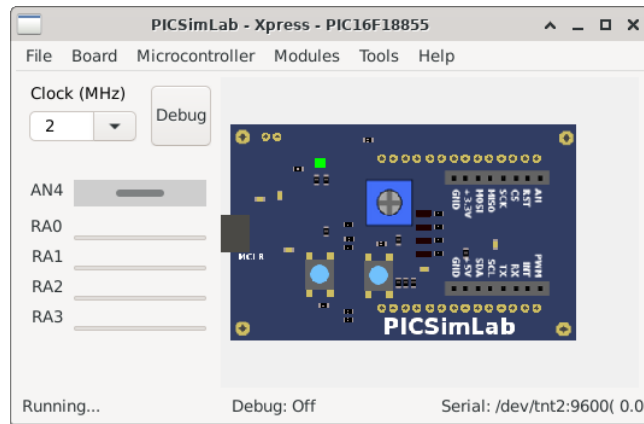 PICSimLab - Xpress - PIC16F18855
File Board Microcontroller Modules Tools Help
Clock (MHz)
2
Debug
AN4
RA0
RA1
RA2
RA3
MCLR
GND +3.3V MOSI MISO SCK CS RST AN
GND +5V SDA SCL TX RX INT PWM
PICSimLab
Running...
Debug: Off
Serial: /dev/tnt2:9600( 0.0